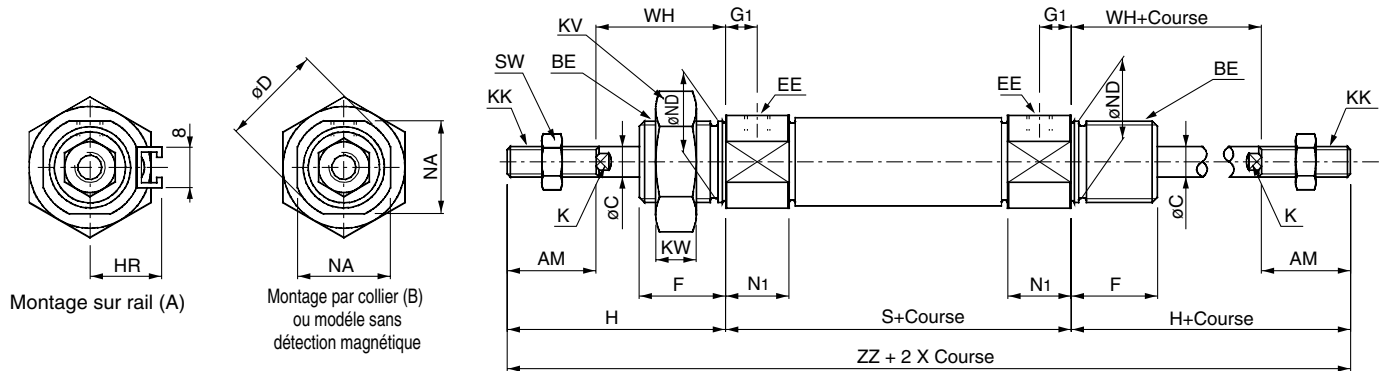 WH
G1
G1
WH+Course
KV
SW
BE
KK
øND
EE
EE
øND
BE
KK
øD
8
NA
HR
NA
K
øC
øC
K
AM
KW
AM
F
N1
N1
F
H
S+Course
H+Course
ZZ + 2 X Course
Montage sur rail (A)
Montage par collier (B)
ou modéle sans
détection magnétique